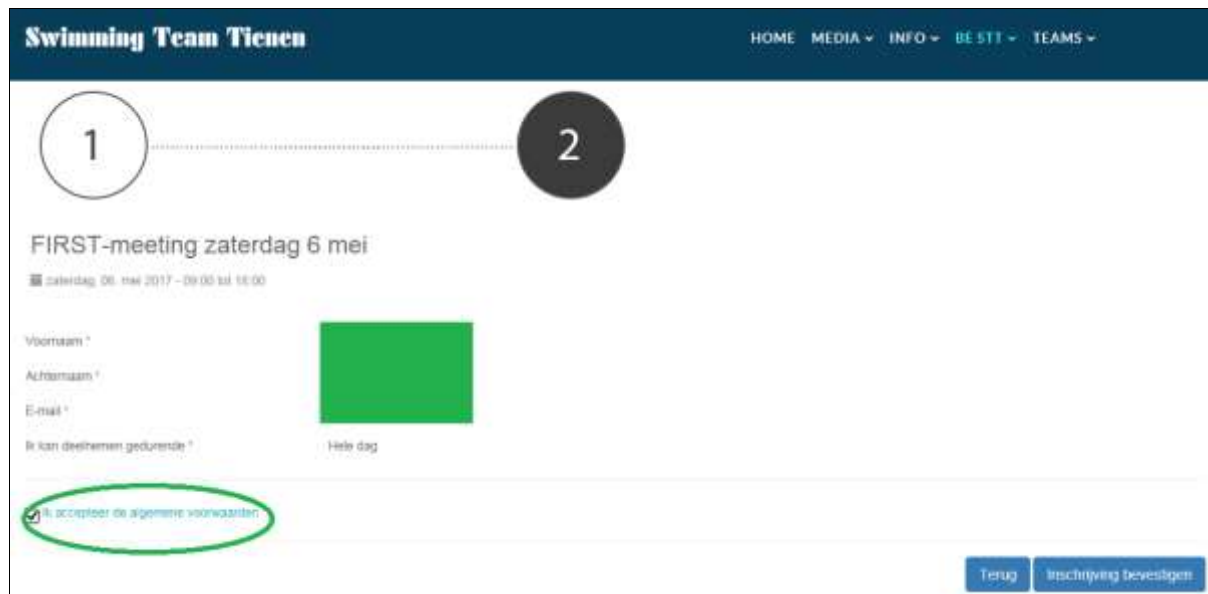 Swimming Team Tienen
HOME MEDIA INFO BE STT TEAMS
1
2
FIRST-meeting zaterdag 6 mei
zaterdag, 06. mei 2017 - 09:00 tot
Voornaam *
Achternaam *
E-mail *
Ik kan deelnemen gedurende * Hele dag
Ik accepteer de algemene voorwaarden
Terug Inschrijving bevestigen